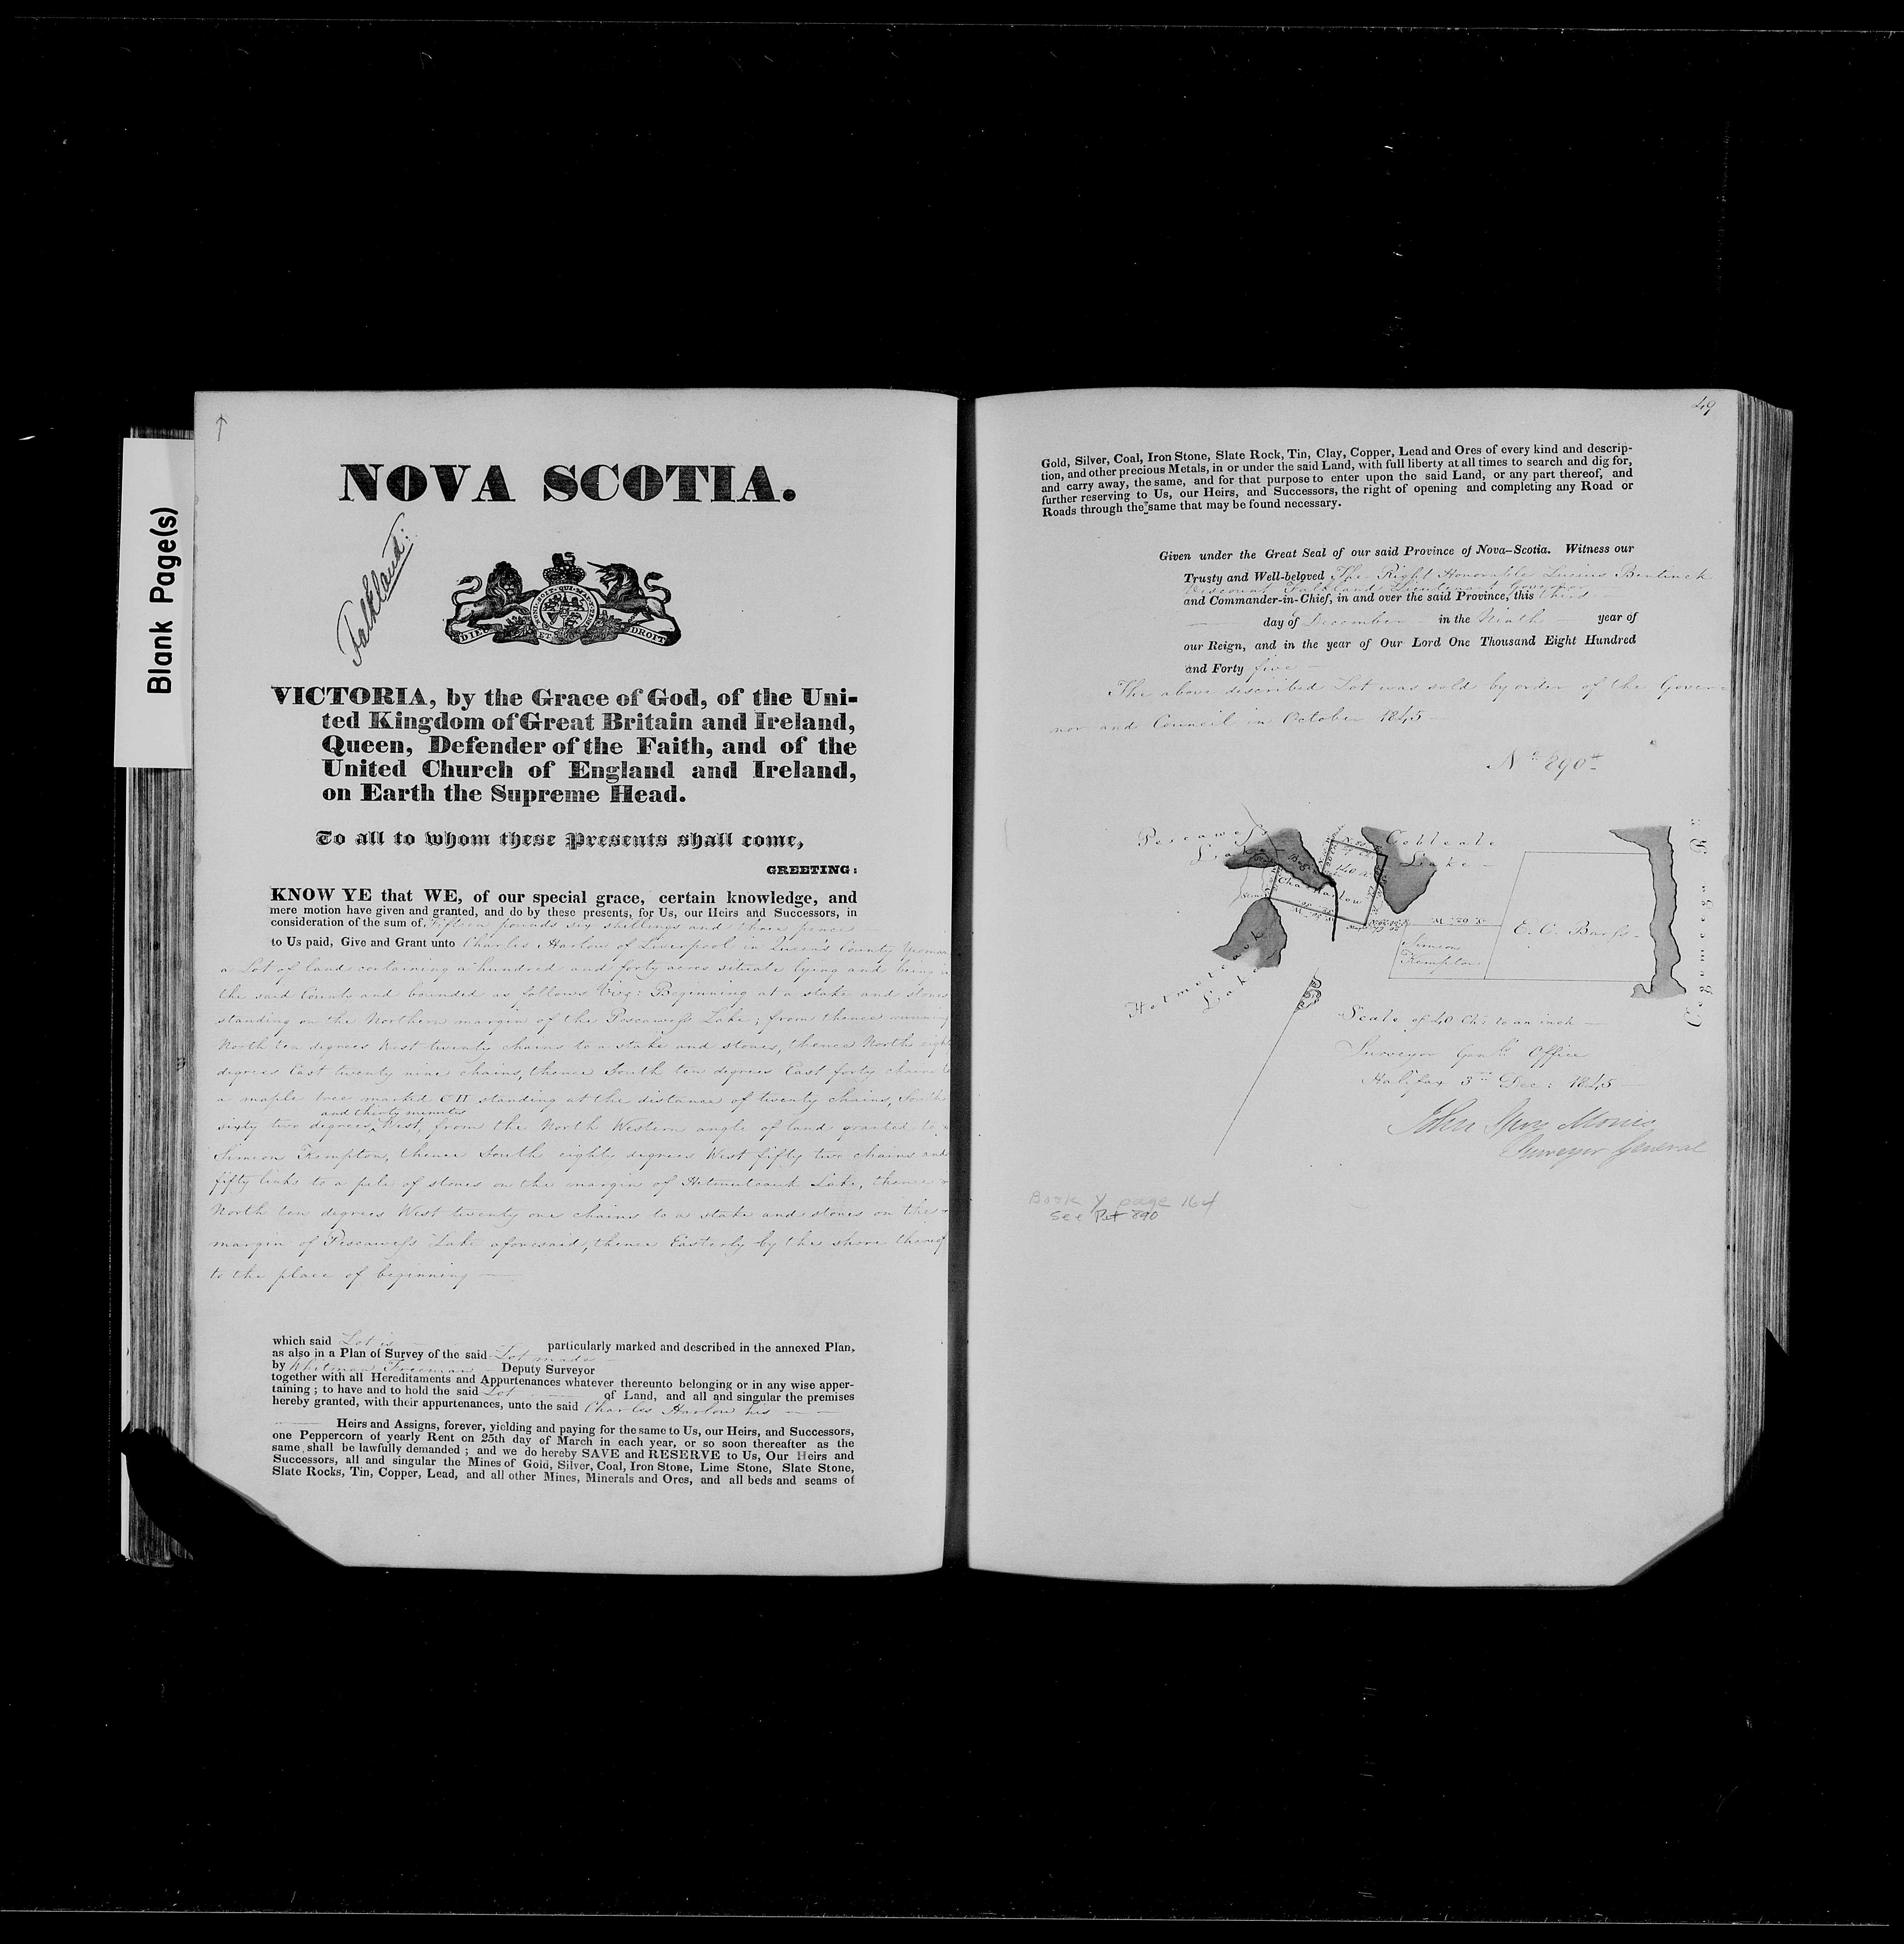 Blank Page(s)
NOVA SCOTIA.
Falkland:
DIEU ET MON DROIT
HONI·SOIT·QUI·MAL·Y·PENSE
VICTORIA, by the Grace of God, of the Uni-
ted Kingdom of Great Britain and Ireland,
Queen, Defender of the Faith, and of the
United Church of England and Ireland,
on Earth the Supreme Head.
To all to whom these Presents shall come,
GREETING:
KNOW YE that WE, of our special grace, certain knowledge, and
mere motion have given and granted, and do by these presents, for Us, our Heirs and Successors, in
consideration of the sum of Fifteen pounds six shillings and three pence
to Us paid, Give and Grant unto Charles Harlow of Liverpool in Queen's County Yeoman
a Lot of land containing a hundred and forty acres situate lying and being in
the said County and bounded as follows Viz: Beginning at a stake and stones
standing on the Northern margin of the Pescawess Lake; from thence running
North ten degrees West twenty chains to a stake and stones, thence North eighty
degrees East twenty nine chains, thence South ten degrees East forty chains to
a maple tree marked CH standing at the distance of twenty chains, South
sixty two degrees and thirty minutes West, from the North Western angle of land granted to
Simeon Kempton, thence South eighty degrees West fifty two chains and
fifty links to a pile of stones on the margin of Hetmuteauk Lake, thence
North ten degrees West twenty one chains to a stake and stones on the
margin of Pescawess Lake aforesaid, thence Easterly by the shore thereof
to the place of beginning
which said Lot is particularly marked and described in the annexed Plan,
as also in a Plan of Survey of the said Lot made
by Whitman Freeman Deputy Surveyor
together with all Hereditaments and Appurtenances whatever thereunto belonging or in any wise apper-
taining; to have and to hold the said Lot of Land, and all and singular the premises
hereby granted, with their appurtenances, unto the said Charles Harlow his
Heirs and Assigns, forever, yielding and paying for the same to Us, our Heirs, and Successors,
one Peppercorn of yearly Rent on 25th day of March in each year, or so soon thereafter as the
same shall be lawfully demanded; and we do hereby SAVE and RESERVE to Us, Our Heirs and
Successors, all and singular the Mines of Gold, Silver, Coal, Iron Stone, Lime Stone, Slate Stone,
Slate Rocks, Tin, Copper, Lead, and all other Mines, Minerals and Ores, and all beds and seams of
49
Gold, Silver, Coal, Iron Stone, Slate Rock, Tin, Clay, Copper, Lead and Ores of every kind and descrip-
tion, and other precious Metals, in or under the said Land, with full liberty at all times to search and dig for,
and carry away, the same, and for that purpose to enter upon the said Land, or any part thereof, and
further reserving to Us, our Heirs, and Successors, the right of opening and completing any Road or
Roads through the same that may be found necessary.
Given under the Great Seal of our said Province of Nova-Scotia. Witness our
Trusty and Well-beloved The Right Honorable Lucius Bentinck
Viscount Falkland Lieutenant Governor
and Commander-in-Chief, in and over the said Province, this third
day of December in the Ninth year of
our Reign, and in the year of Our Lord One Thousand Eight Hundred
and Forty five
The above described Lot was sold by order of the Gover-
nor and Council in October 1845
No 890
Pescawess
Lake
Cobleale
Lake
Bog
140 As
Chas Harlow
Hetmuteauk
Lake
Simeon
Kempton
E. C. Barss
Cegumcega Rr
Scale of 40 Chs to an inch
Surveyor Genls Office
Halifax 3rd Dec: 1845
John Spry Morris
Surveyor General
Book Y page 164
See Pet 890